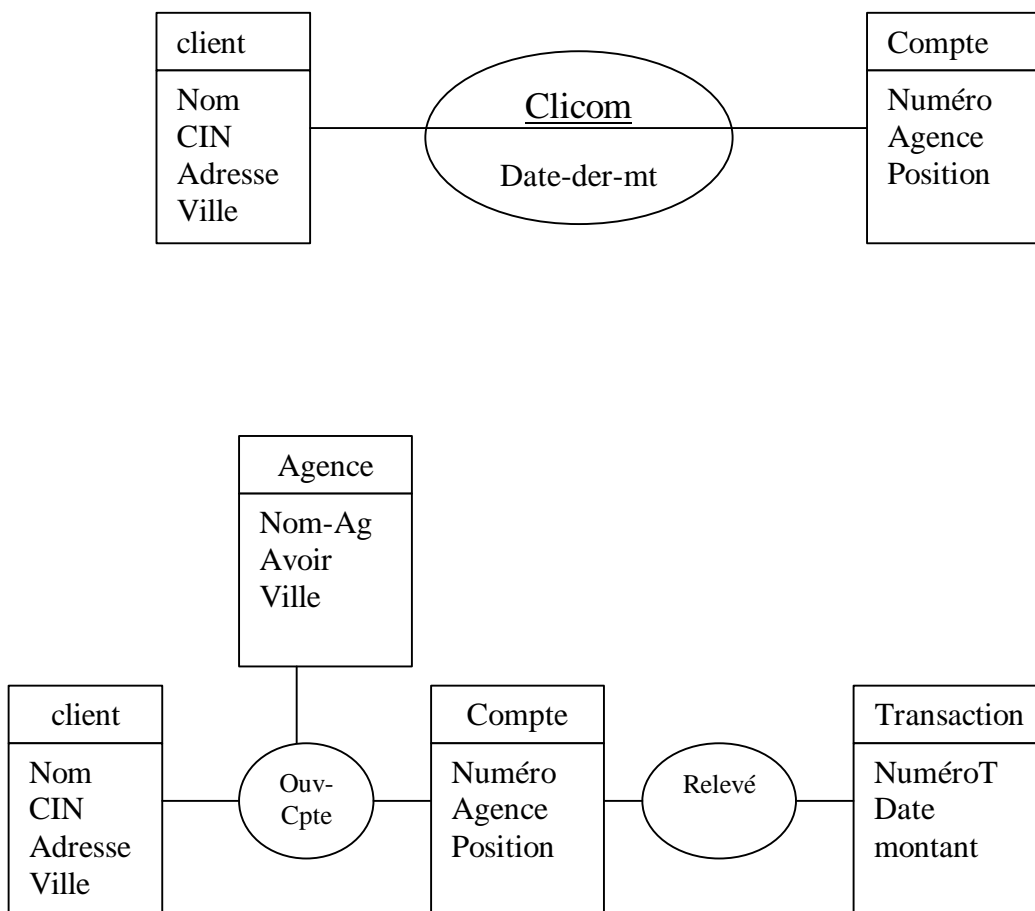 client
Nom
CIN
Adresse
Ville
Clicom
Date-der-mt
Compte
Numéro
Agence
Position
Agence
Nom-Ag
Avoir
Ville
client
Nom
CIN
Adresse
Ville
Ouv-
Cpte
Compte
Numéro
Agence
Position
Relevé
Transaction
NuméroT
Date
montant